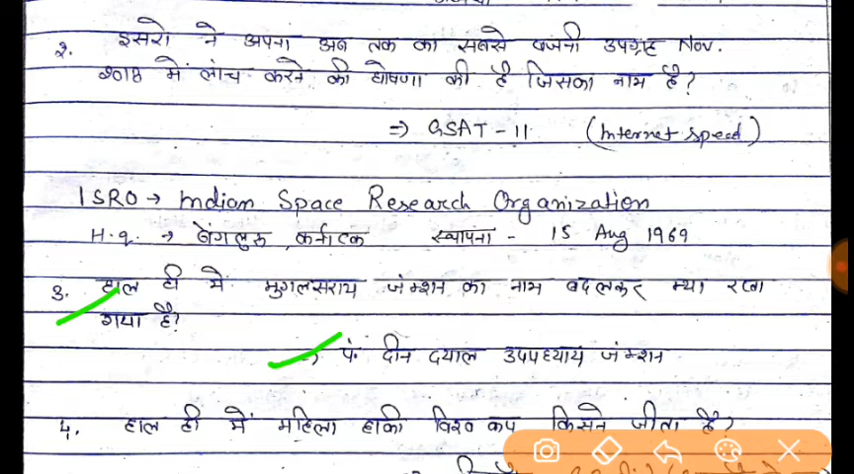 २. इसरो ने अपना अब तक का सबसे वजनी उपग्रह Nov.
2018 में लांच करने की घोषणा की है जिसका नाम है?
=> GSAT - 11 (Internet speed)
ISRO → Indian Space Research Organization
H.q. → बेंगलुरु, कर्नाटक स्थापना - 15 Aug 1969
3. हाल ही में मुगलसराय जंक्शन का नाम बदलकर क्या रखा
गया है?
पं. दीन दयाल उपाध्याय जंक्शन
4. हाल ही में महिला हाकी विश्व कप किसने जीता है?